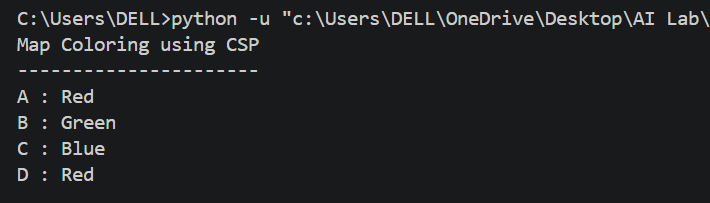 C:\Users\DELL>python -u "c:\Users\DELL\OneDrive\Desktop\AI Lab\
Map Coloring using CSP
----------------------
A : Red
B : Green
C : Blue
D : Red